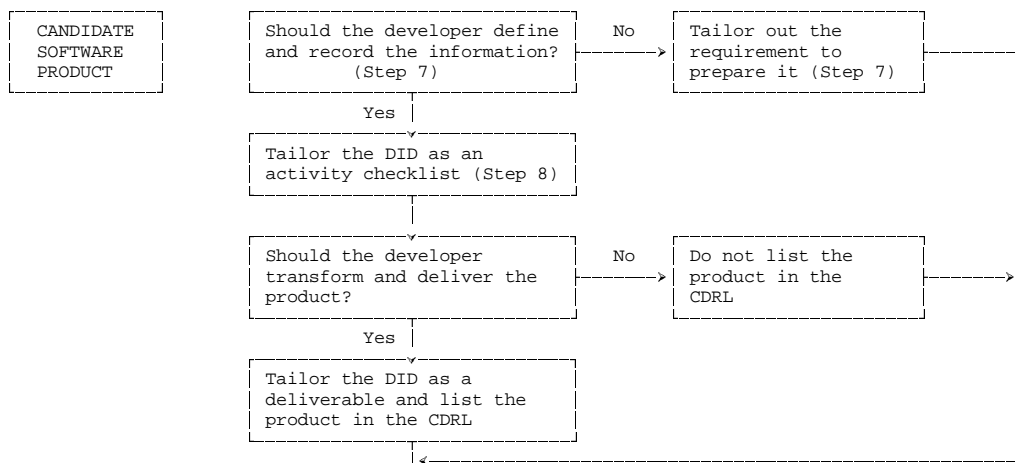 CANDIDATE
SOFTWARE
PRODUCT
Should the developer define
and record the information?
(Step 7)
No
Tailor out the
requirement to
prepare it (Step 7)
Yes
Tailor the DID as an
activity checklist (Step 8)
Should the developer
transform and deliver the
product?
No
Do not list the
product in the
CDRL
Yes
Tailor the DID as a
deliverable and list the
product in the CDRL